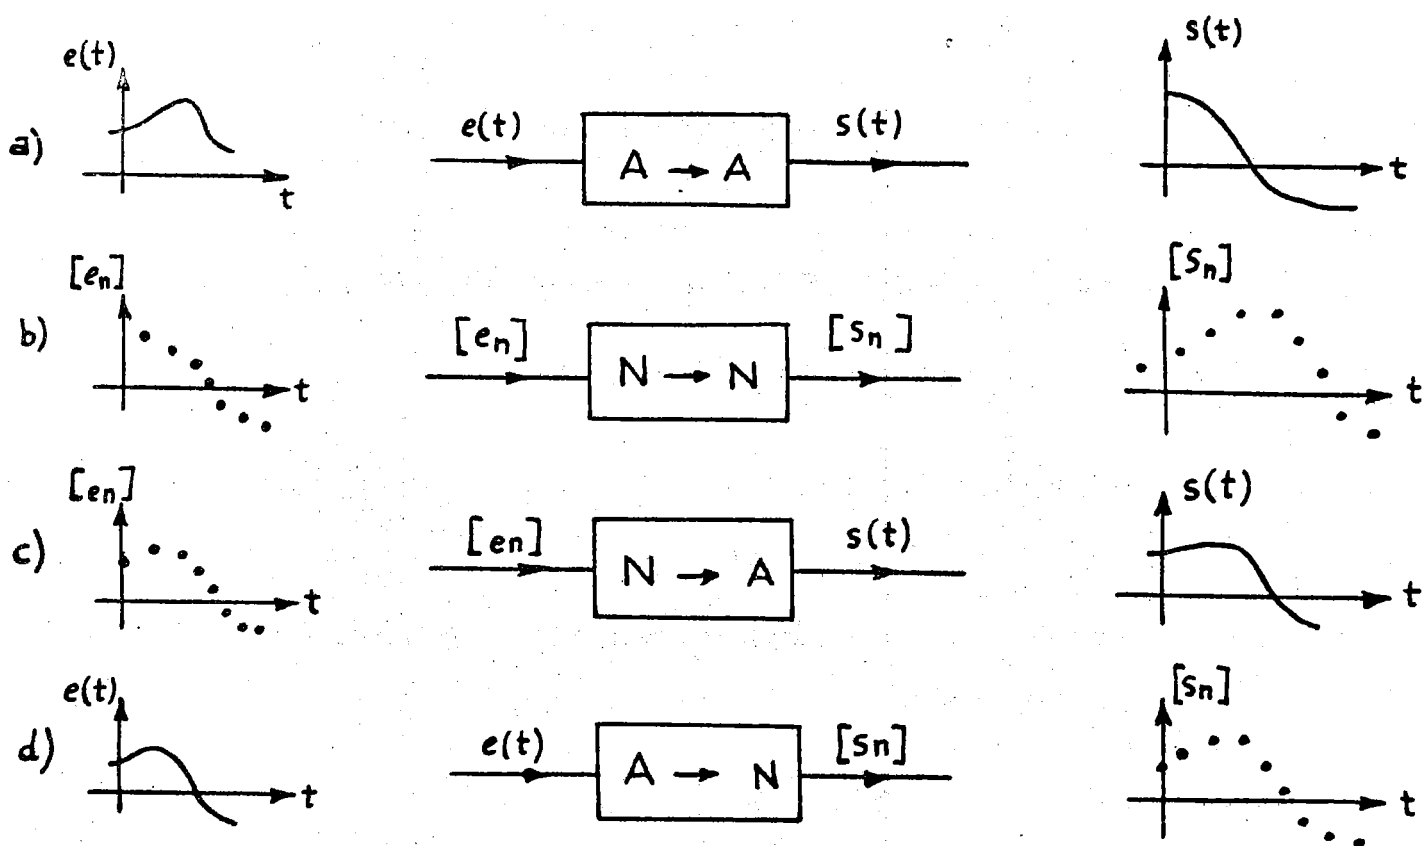 e(t) s(t)
a) e(t) A → A s(t)
t t
[en] [Sn]
b) [en] N → N [Sn]
t t
[en] s(t)
c) [en] N → A s(t)
t t
e(t) [Sn]
d) e(t) A → N [Sn]
t t